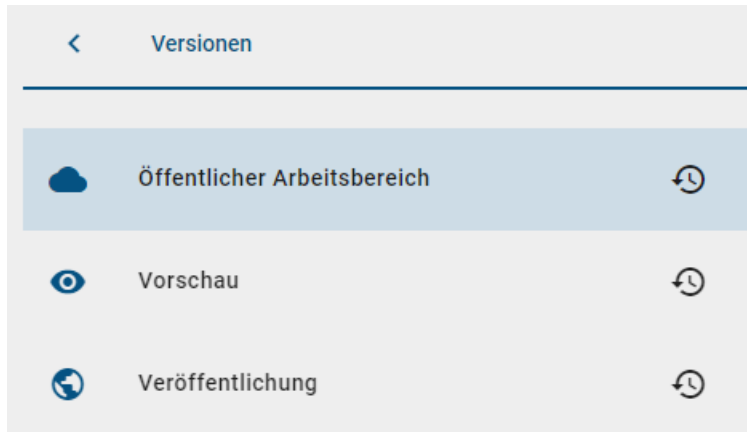 Versionen
Öffentlicher Arbeitsbereich
Vorschau
Veröffentlichung